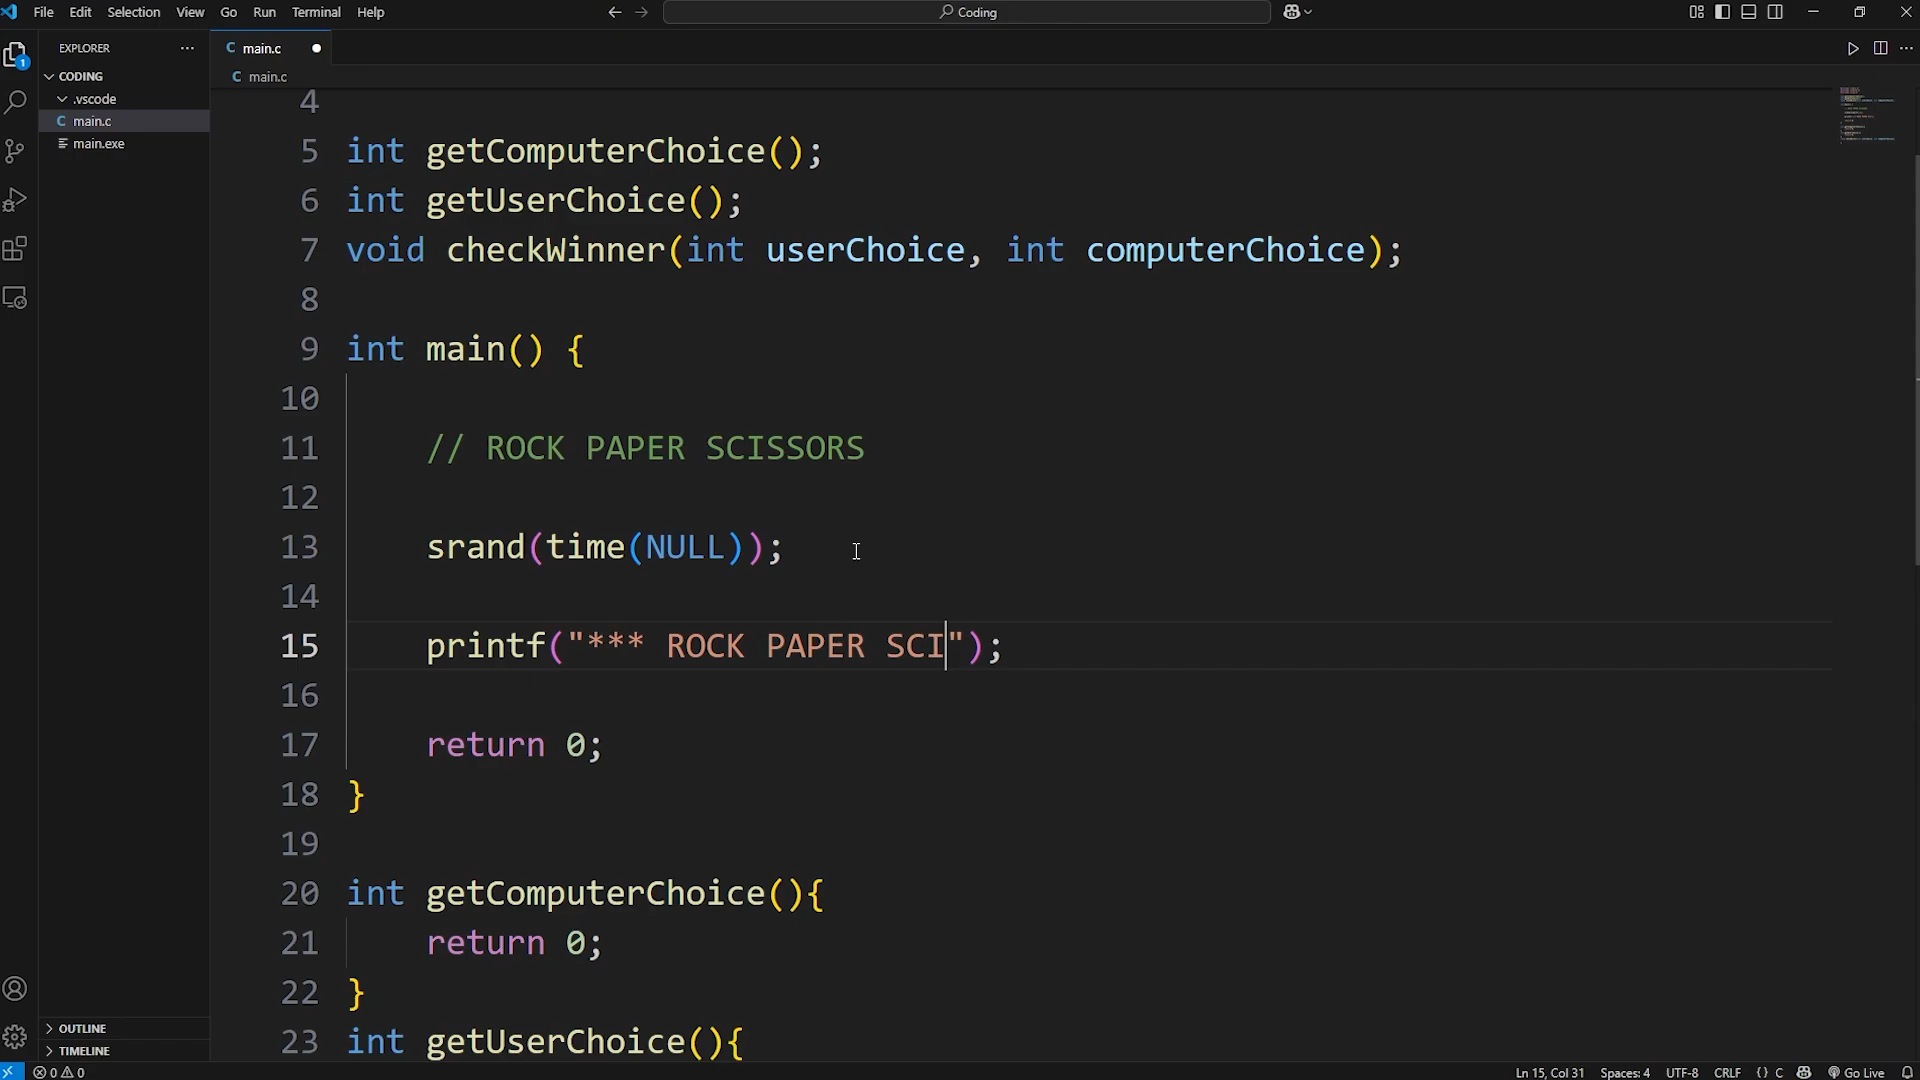 File Edit Selection View Go Run Terminal Help
Coding
EXPLORER
main.c
CODING
main.c
.vscode
main.c
main.exe
1
4
5 int getComputerChoice();
6 int getUserChoice();
7 void checkWinner(int userChoice, int computerChoice);
8
9 int main() {
10
11 // ROCK PAPER SCISSORS
12
13 srand(time(NULL));
14
15 printf("*** ROCK PAPER SCI");
16
17 return 0;
18 }
19
20 int getComputerChoice(){
21 return 0;
22 }
23 int getUserChoice(){
OUTLINE
TIMELINE
0 0 Ln 15, Col 31 Spaces: 4 UTF-8 CRLF {} C Go Live